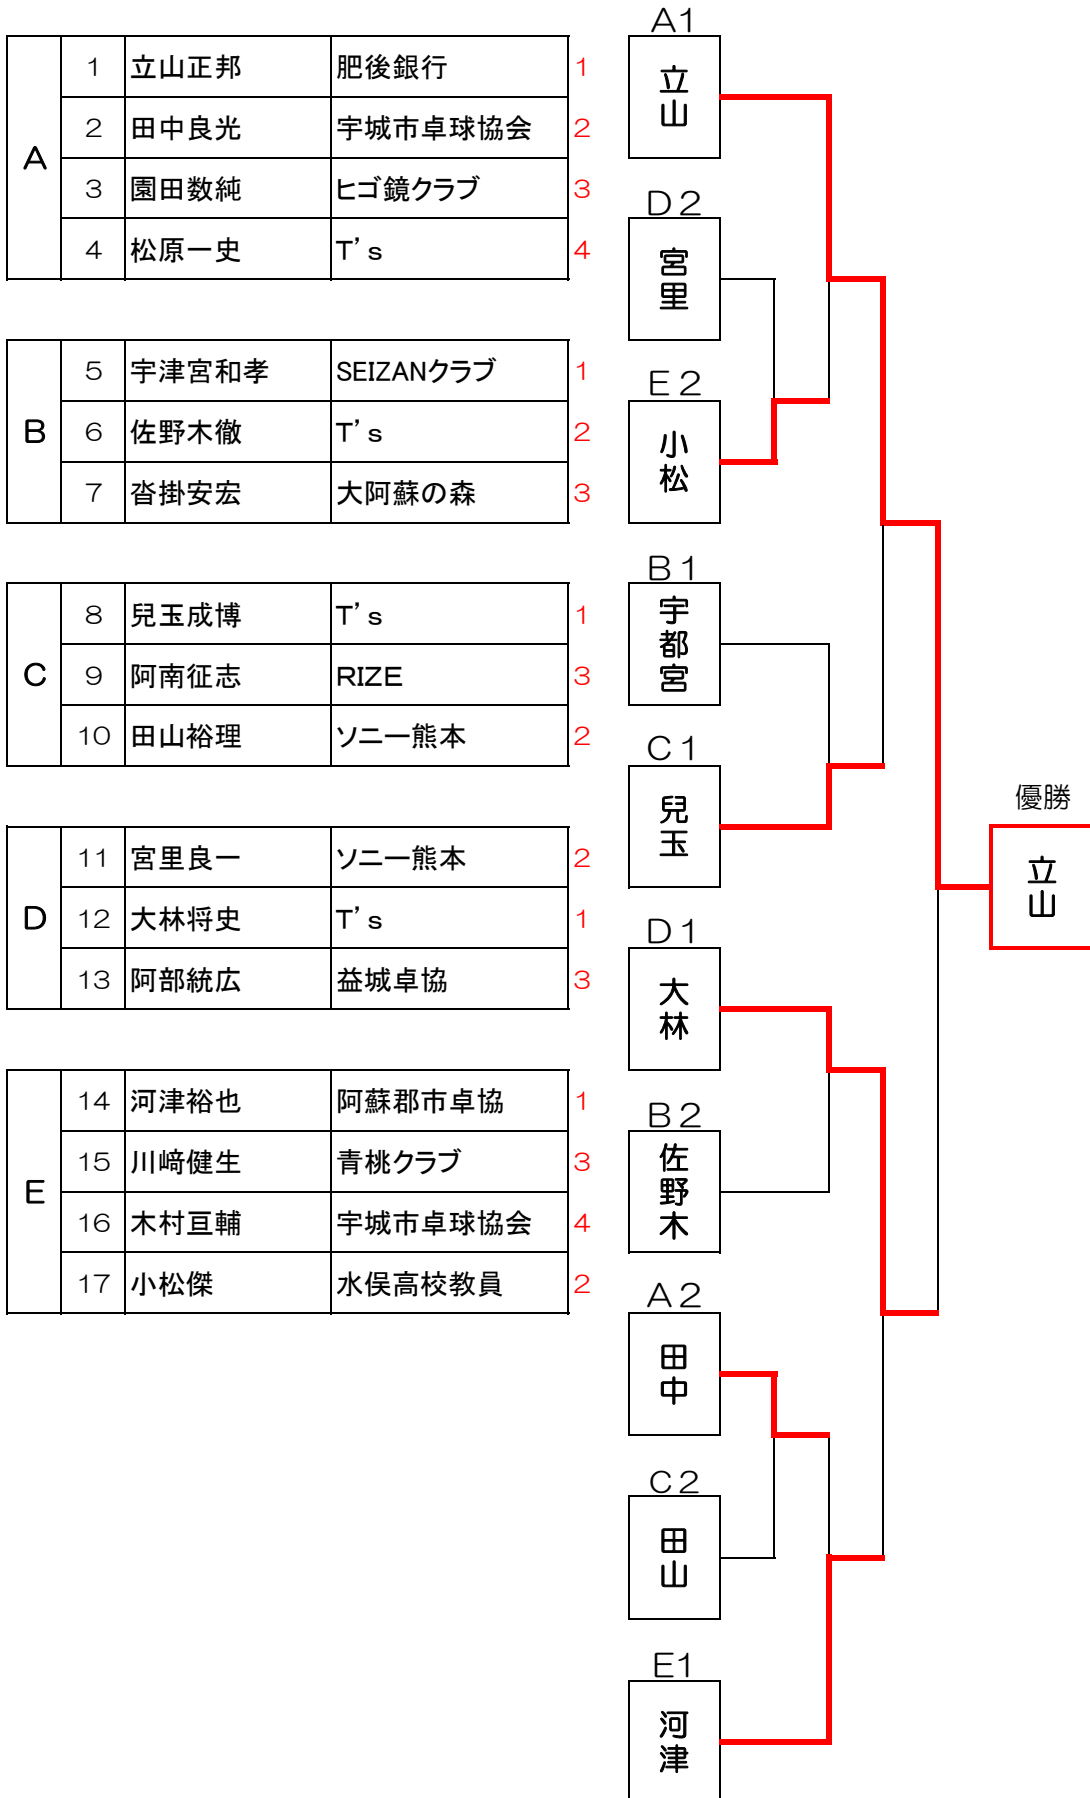 A
1 立山正邦 肥後銀行 1
2 田中良光 宇城市卓球協会 2
3 園田数純 ヒゴ鏡クラブ 3
4 松原一史 T's 4
B
5 宇津宮和孝 SEIZANクラブ 1
6 佐野木徹 T's 2
7 沓掛安宏 大阿蘇の森 3
C
8 兒玉成博 T's 1
9 阿南征志 RIZE 3
10 田山裕理 ソニー熊本 2
D
11 宮里良一 ソニー熊本 2
12 大林将史 T's 1
13 阿部統広 益城卓協 3
E
14 河津裕也 阿蘇郡市卓協 1
15 川﨑健生 青桃クラブ 3
16 木村亘輔 宇城市卓球協会 4
17 小松傑 水俣高校教員 2
A1
立山
D2
宮里
E2
小松
B1
宇都宮
C1
兒玉
D1
大林
B2
佐野木
A2
田中
C2
田山
E1
河津
優勝
立山